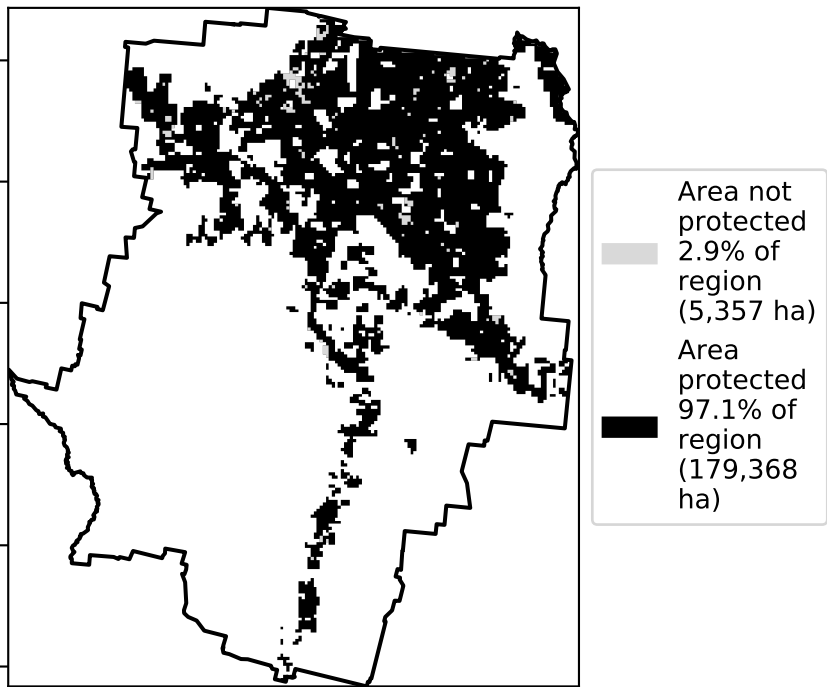 Area not
protected
2.9% of
region
(5,357 ha)
Area
protected
97.1% of
region
(179,368
ha)